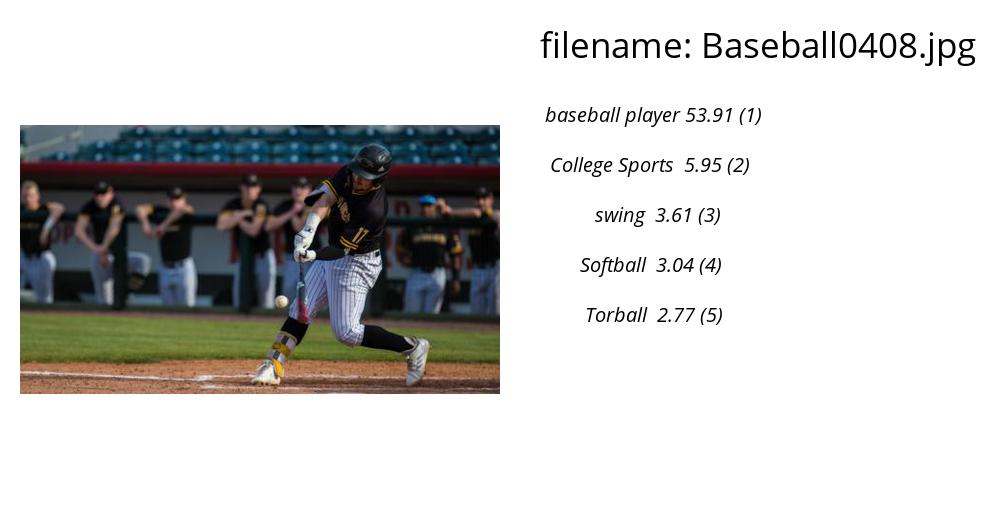 filename: Baseball0408.jpg
baseball player 53.91 (1)
College Sports 5.95 (2)
swing 3.61 (3)
Softball 3.04 (4)
Torball 2.77 (5)
17